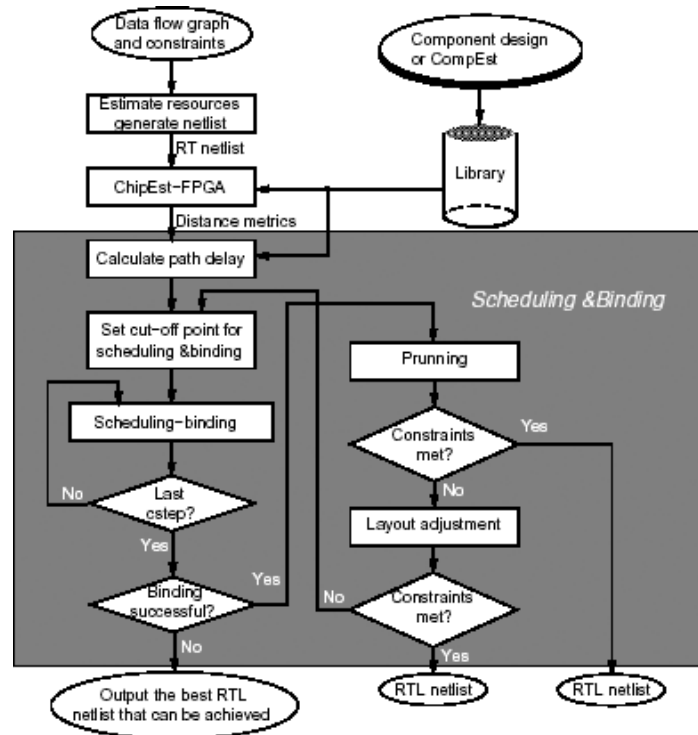 Data flow graph
and constraints
Component design
or CompEst
Estimate resources
generate netlist
RT netlist
Library
ChipEst-FPGA
Distance metrics
Calculate path delay
Scheduling &Binding
Set cut-off point for
scheduling &binding
Prunning
Scheduling-binding
Constraints
met?
Yes
No
Last
cstep?
No
Layout adjustment
Yes
Yes
Binding
successful?
No
Constraints
met?
No
Yes
Output the best RTL
netlist that can be achieved
RTL netlist
RTL netlist